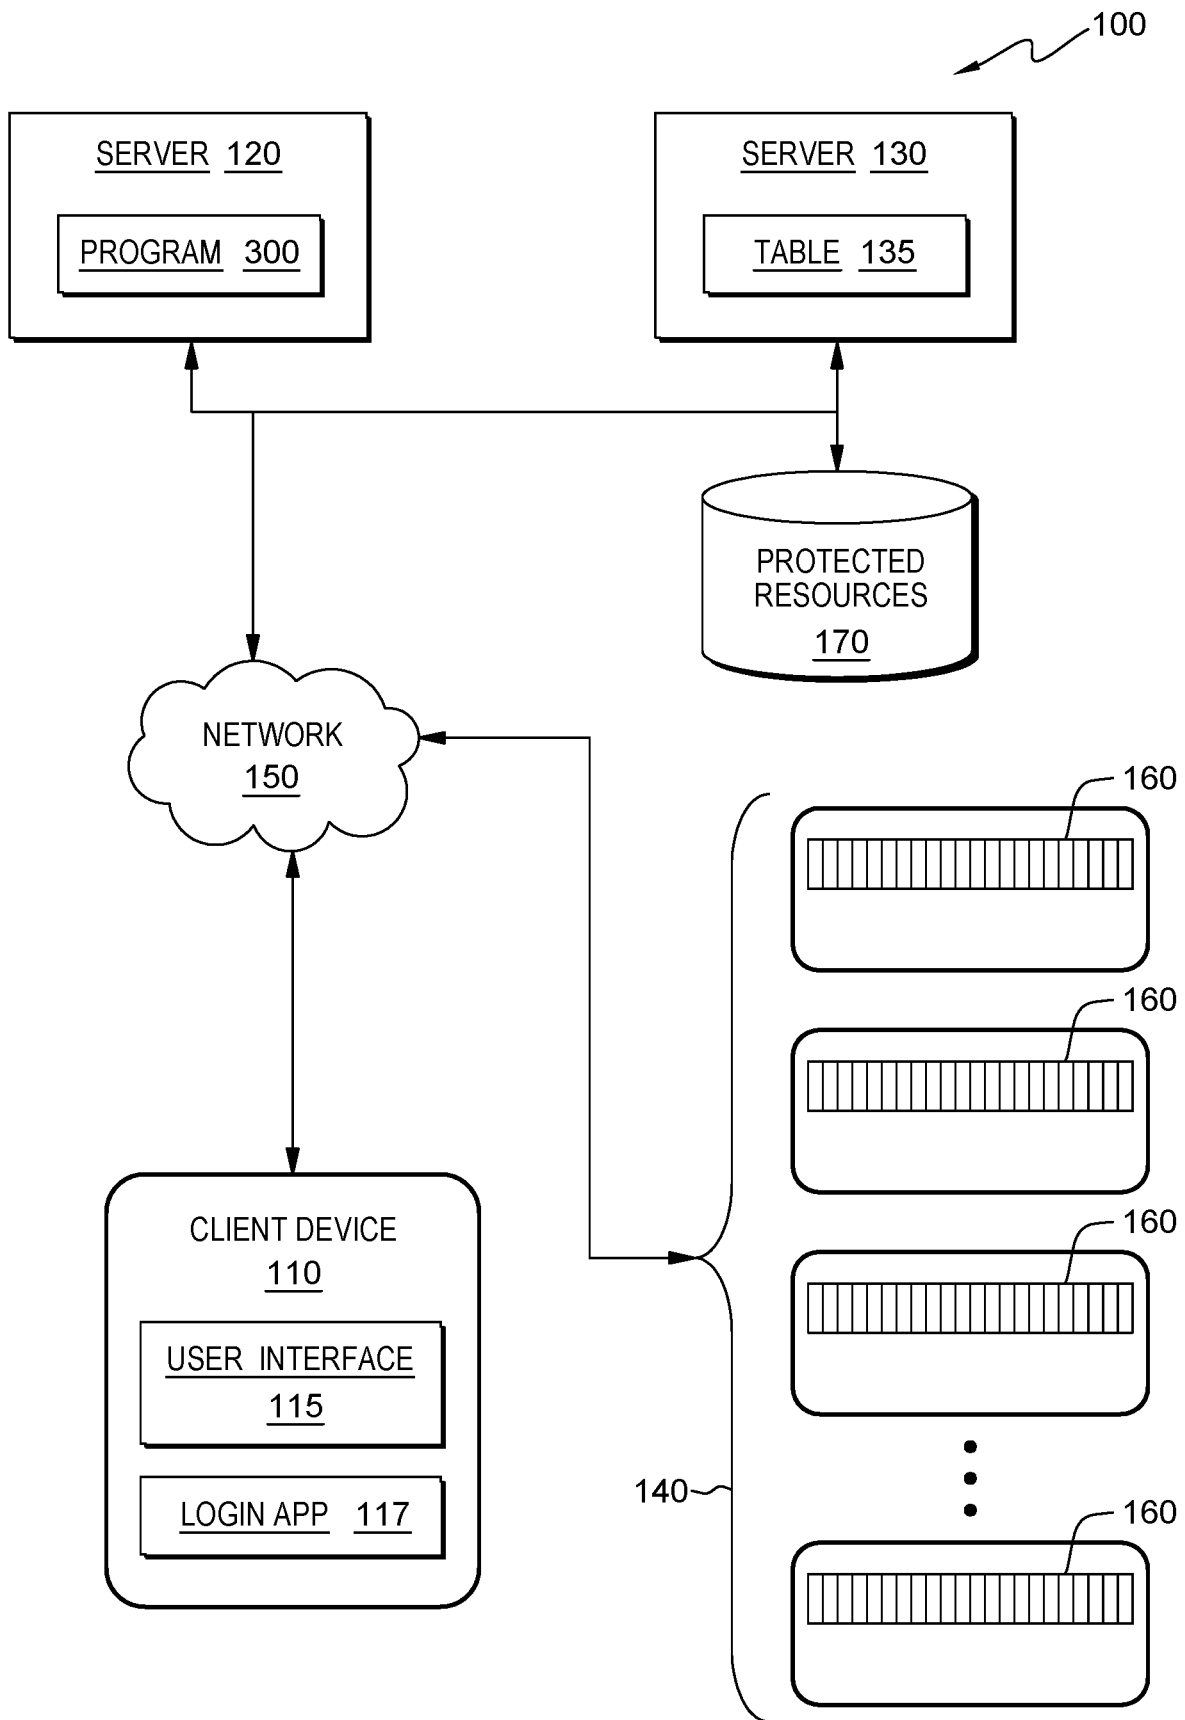 100
SERVER 120
PROGRAM 300
SERVER 130
TABLE 135
PROTECTED
RESOURCES
170
NETWORK
150
160
160
160
160
140
CLIENT DEVICE
110
USER INTERFACE
115
LOGIN APP 117